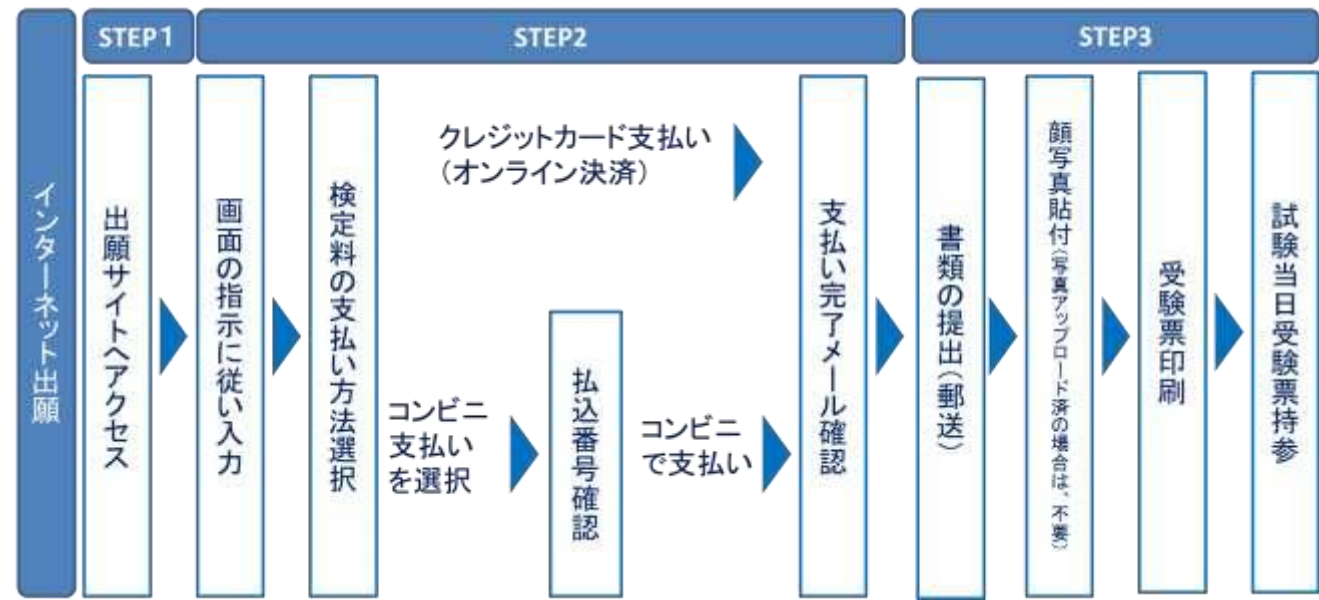 インターネット出願
STEP1
STEP2
STEP3
出願サイトへアクセス
画面の指示に従い入力
検定料の支払い方法選択
クレジットカード支払い
(オンライン決済)
コンビニ
支払い
を選択
払込番号確認
コンビニ
で支払い
支払い完了メール確認
書類の提出(郵送)
顔写真貼付(写真アップロード済の場合は、不要)
受験票印刷
試験当日受験票持参